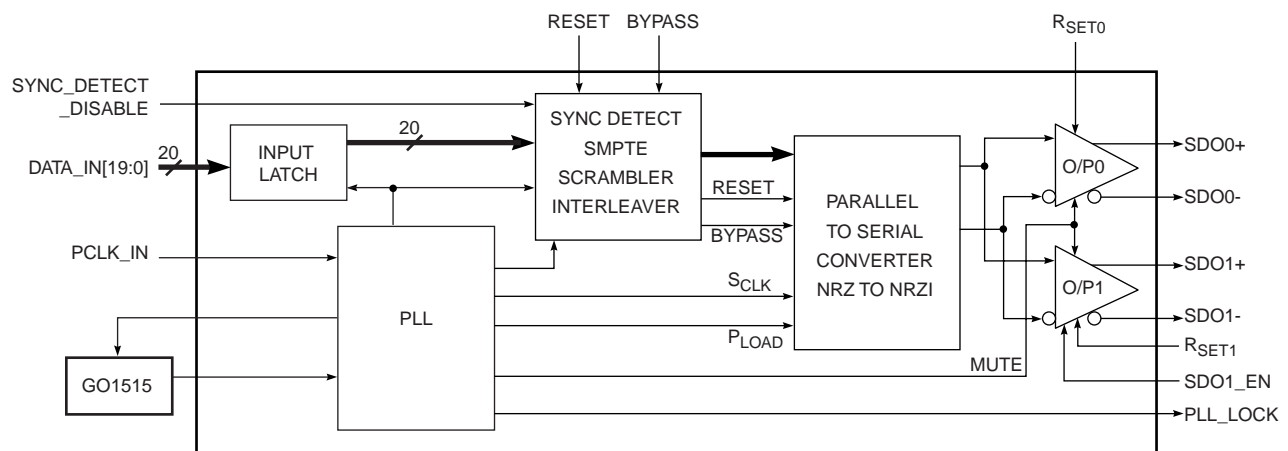 RESET
BYPASS
RSET0
SYNC_DETECT
_DISABLE
20
DATA_IN[19:0]
INPUT
LATCH
20
SYNC DETECT
SMPTE
SCRAMBLER
INTERLEAVER
RESET
BYPASS
PARALLEL
TO SERIAL
CONVERTER
NRZ TO NRZI
O/P0
SDO0+
SDO0-
O/P1
SDO1+
SDO1-
RSET1
SDO1_EN
PLL_LOCK
PCLK_IN
PLL
SCLK
PLOAD
MUTE
GO1515